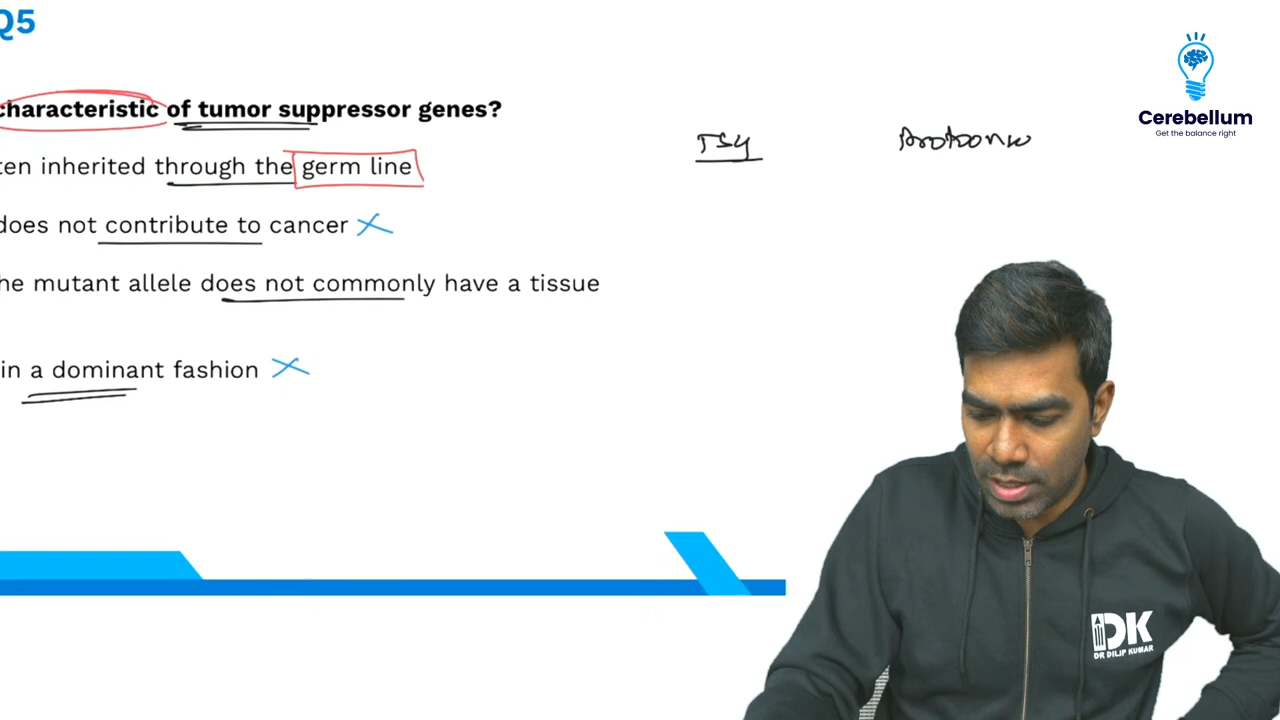 Q5
characteristic of tumor suppressor genes?
ten inherited through the germ line
does not contribute to cancer
he mutant allele does not commonly have a tissue
in a dominant fashion
TSG Protoonco
Cerebellum
Get the balance right
DK
DR DILIP KUMAR